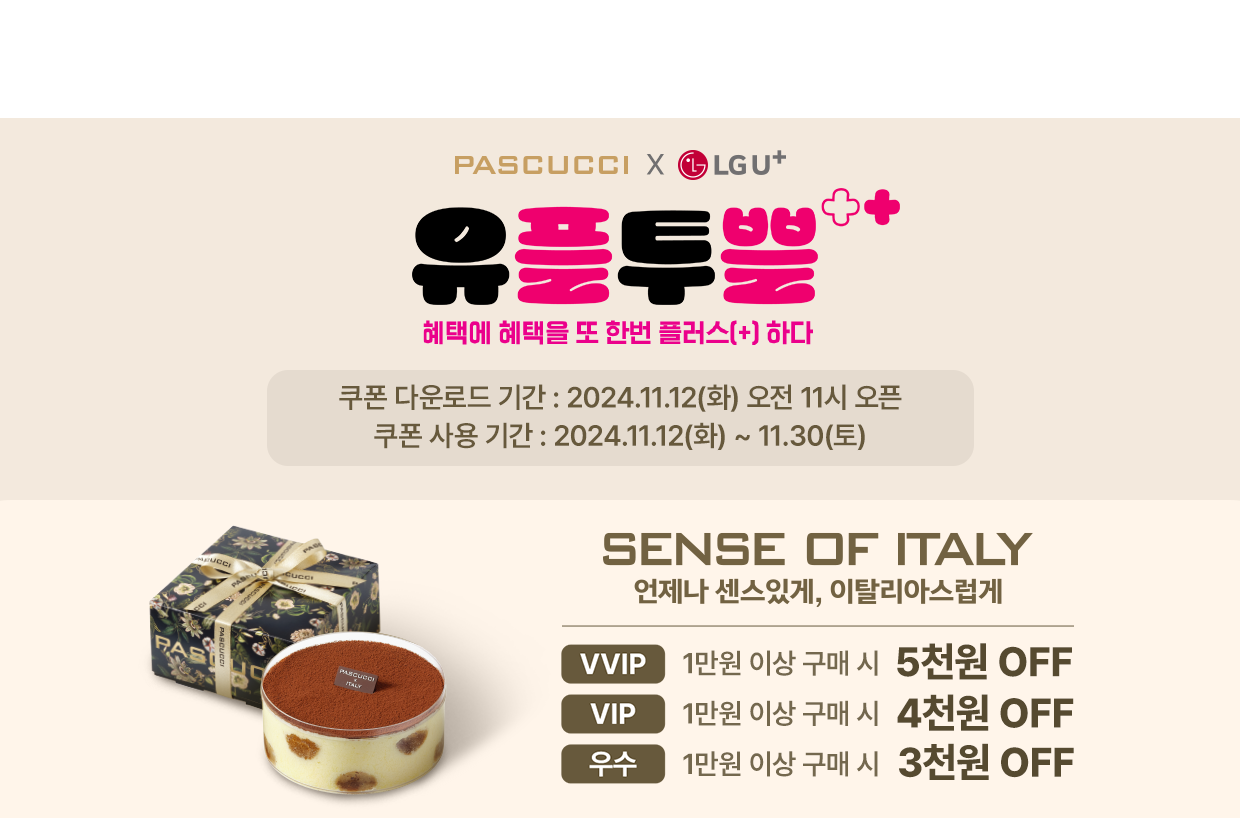 PASCUCCI X LG U+
유플투쁠
혜택에 혜택을 또 한번 플러스(+) 하다
쿠폰 다운로드 기간 : 2024.11.12(화) 오전 11시 오픈
쿠폰 사용 기간 : 2024.11.12(화) ~ 11.30(토)
SENSE OF ITALY
언제나 센스있게, 이탈리아스럽게
VVIP 1만원 이상 구매 시 5천원 OFF
VIP 1만원 이상 구매 시 4천원 OFF
우수 1만원 이상 구매 시 3천원 OFF
PASCUCCI
PASCUCCI
PASCUCCI
PASCUCCI
ITALY